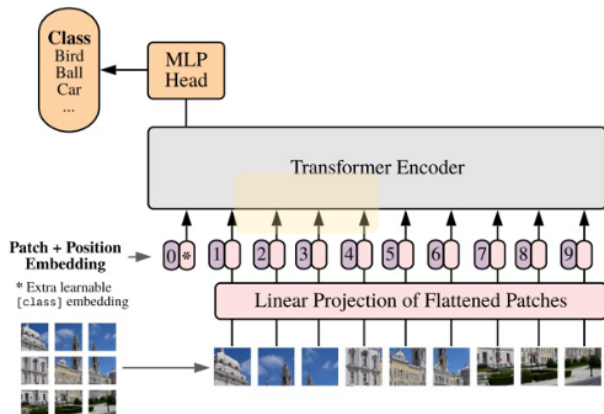 Class
Bird
Ball
Car
...
MLP
Head
Transformer Encoder
Patch + Position
Embedding
0 * 1 2 3 4 5 6 7 8 9
* Extra learnable
[class] embedding
Linear Projection of Flattened Patches